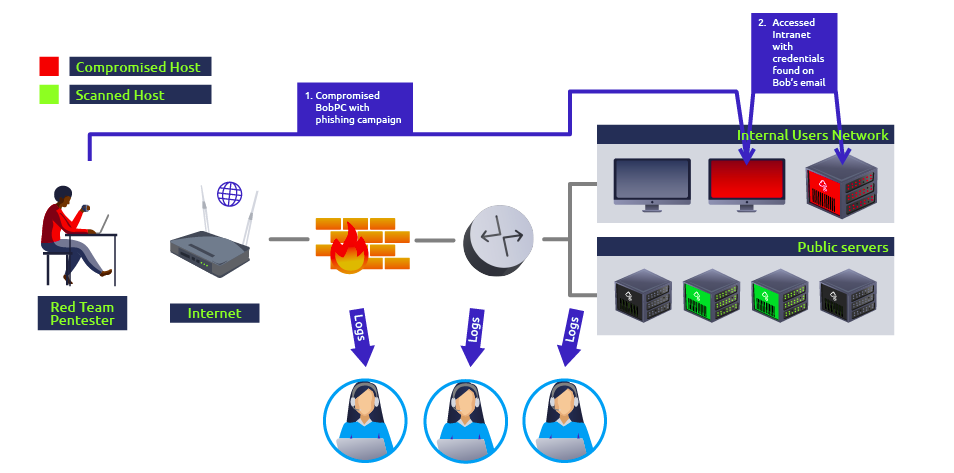 Compromised Host
Scanned Host
1. Compromised
BobPC with
phishing campaign
2. Accessed
Intranet
with
credentials
found on
Bob's email
Internal Users Network
Public servers
Red Team
Pentester
Internet
Logs
Logs
Logs